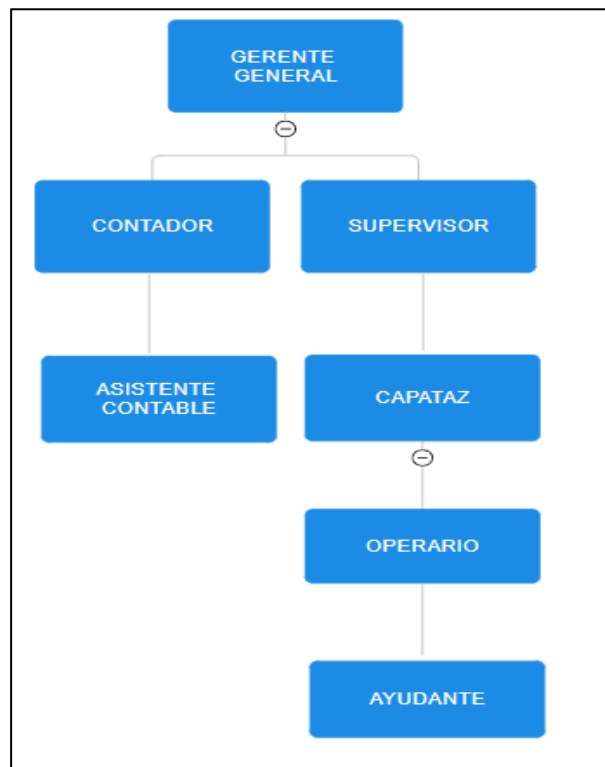 GERENTE
GENERAL
CONTADOR
SUPERVISOR
ASISTENTE
CONTABLE
CAPATAZ
OPERARIO
AYUDANTE